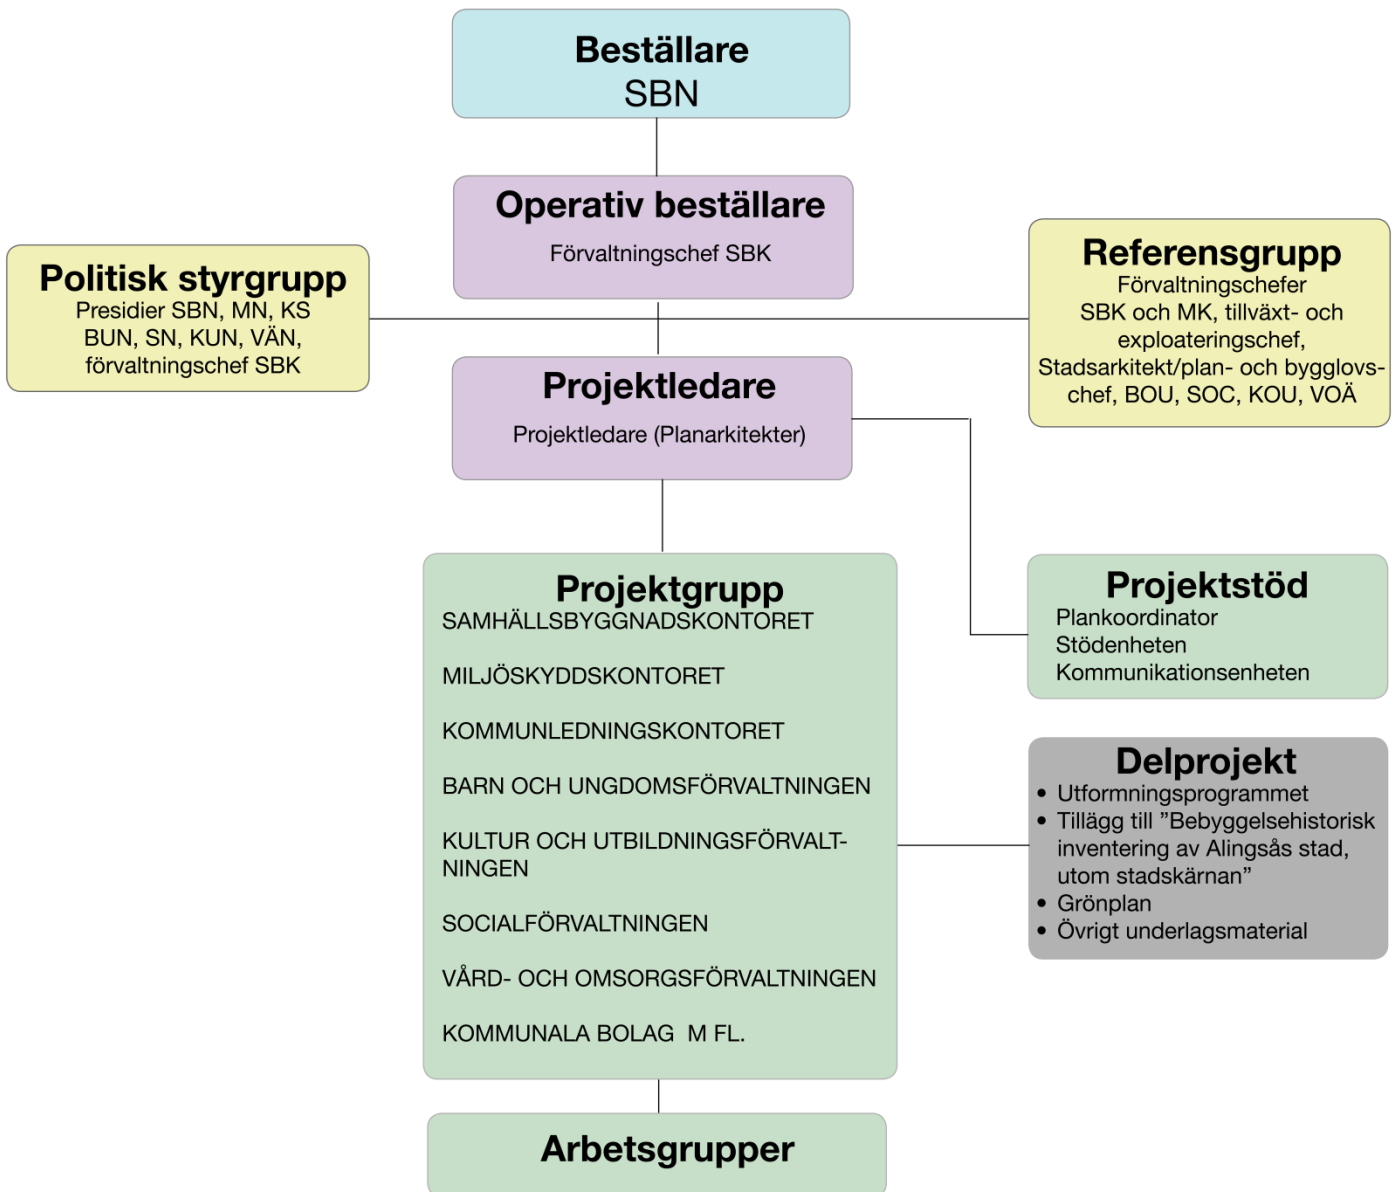 Beställare
SBN
Operativ beställare
Förvaltningschef SBK
Politisk styrgrupp
Presidier SBN, MN, KS
BUN, SN, KUN, VÄN,
förvaltningschef SBK
Referensgrupp
Förvaltningschefer
SBK och MK, tillväxt- och
exploateringschef,
Stadsarkitekt/plan- och bygglovs-
chef, BOU, SOC, KOU, VOÄ
Projektledare
Projektledare (Planarkitekter)
Projektgrupp
SAMHÄLLSBYGGNADSKONTORET
MILJÖSKYDDSKONTORET
KOMMUNLEDNINGSKONTORET
BARN OCH UNGDOMSFÖRVALTNINGEN
KULTUR OCH UTBILDNINGSFÖRVALT-
NINGEN
SOCIALFÖRVALTNINGEN
VÅRD- OCH OMSORGSFÖRVALTNINGEN
KOMMUNALA BOLAG  M FL.
Projektstöd
Plankoordinator
Stödenheten
Kommunikationsenheten
Delprojekt
• Utformningsprogrammet
• Tillägg till ”Bebyggelsehistorisk
inventering av Alingsås stad,
utom stadskärnan”
• Grönplan
• Övrigt underlagsmaterial
Arbetsgrupper